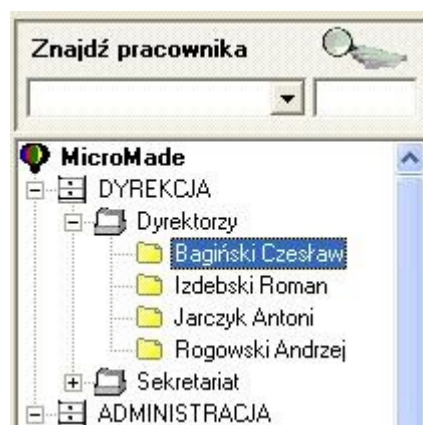 Znajdź pracownika
MicroMade
DYREKCJA
Dyrektorzy
Bagiński Czesław
Izdebski Roman
Jarczyk Antoni
Rogowski Andrzej
Sekretariat
ADMINISTRACJA